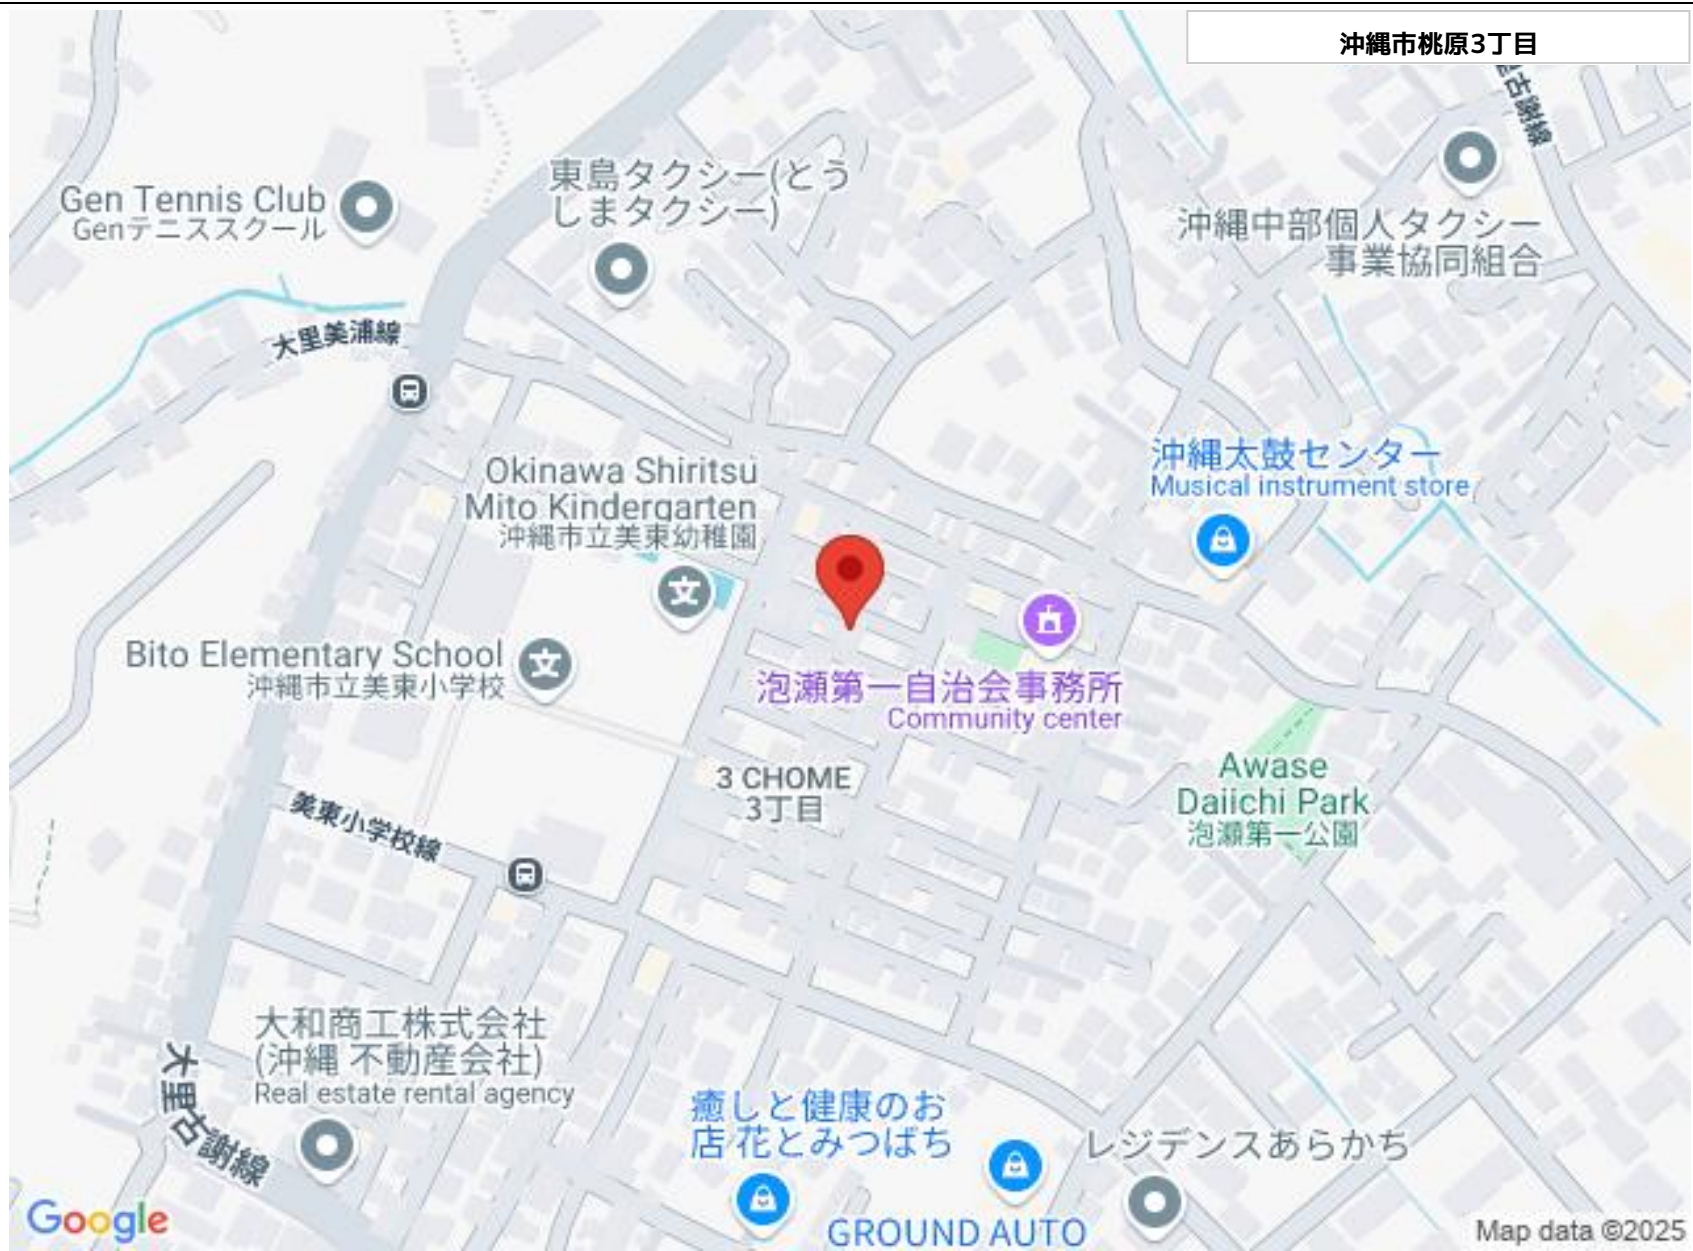 沖縄市桃原3丁目
古謝線
東島タクシー(とう
しまタクシー)
Gen Tennis Club
Genテニススクール
沖縄中部個人タクシー
事業協同組合
大里美浦線
沖縄太鼓センター
Musical instrument store
Okinawa Shiritsu
Mito Kindergarten
沖縄市立美東幼稚園
文
Bito Elementary School
沖縄市立美東小学校
文
泡瀬第一自治会事務所
Community center
3 CHOME
3丁目
Awase
Daiichi Park
泡瀬第一公園
美東小学校線
大和商工株式会社
(沖縄 不動産会社)
Real estate rental agency
大里古謝線
癒しと健康のお
店 花とみつばち
レジデンスあらかち
GROUND AUTO
Google
Map data ©2025